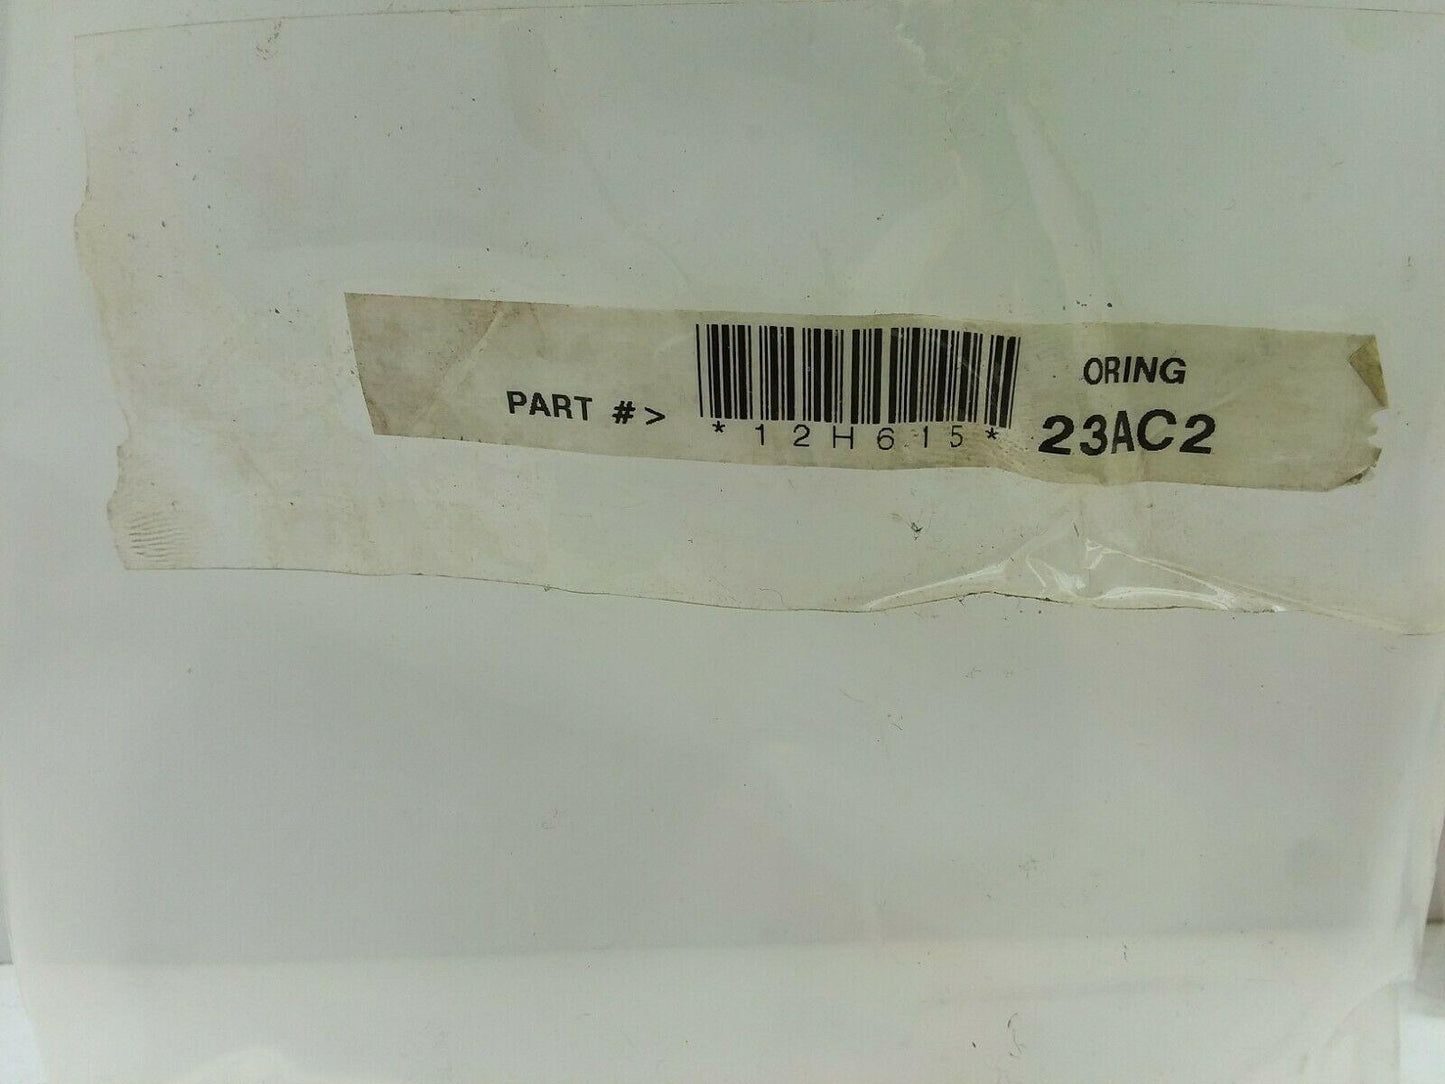 PART #>
*12H615*
ORING
23AC2